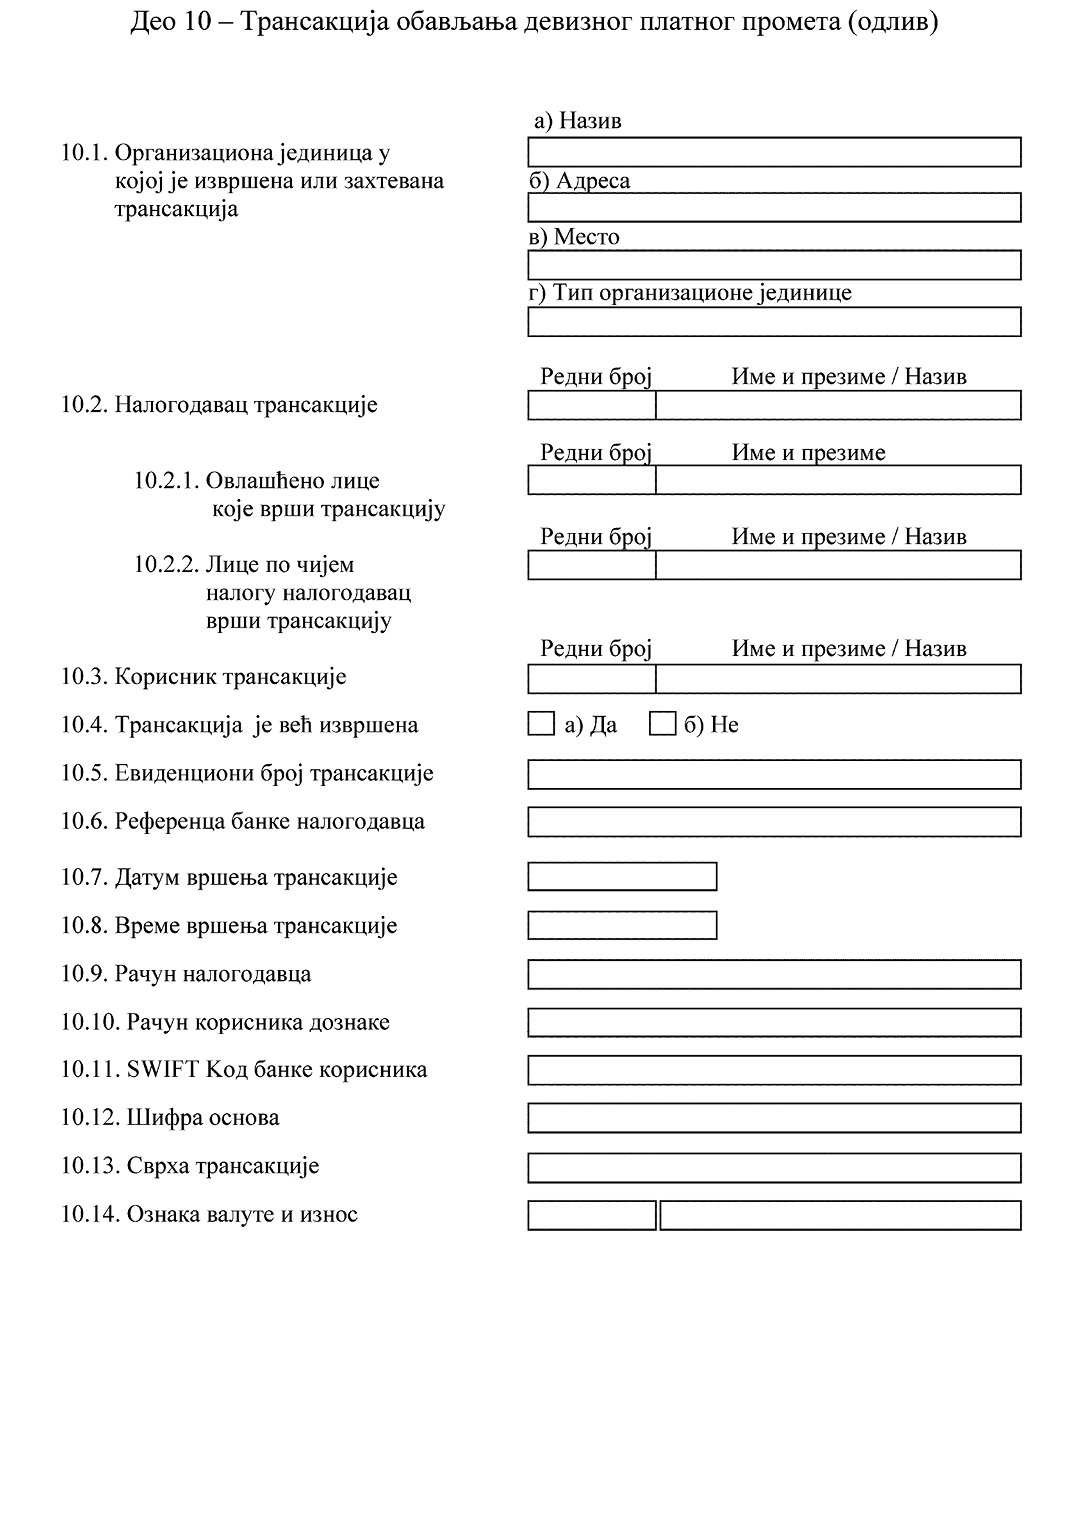 Део 10 – Трансакција обављања девизног платног промета (одлив)
а) Назив
10.1. Организациона јединица у
којој је извршена или захтевана
трансакција
б) Адреса
в) Место
г) Тип организационе јединице
Редни број Име и презиме / Назив
10.2. Налогодавац трансакције
Редни број Име и презиме
10.2.1. Овлашћено лице
које врши трансакцију
Редни број Име и презиме / Назив
10.2.2. Лице по чијем
налогу налогодавац
врши трансакцију
Редни број Име и презиме / Назив
10.3. Корисник трансакције
10.4. Трансакција је већ извршена а) Да б) Не
10.5. Евиденциони број трансакције
10.6. Референца банке налогодавца
10.7. Датум вршења трансакције
10.8. Време вршења трансакције
10.9. Рачун налогодавца
10.10. Рачун корисника дознаке
10.11. SWIFT Код банке корисника
10.12. Шифра основа
10.13. Сврха трансакције
10.14. Ознака валуте и износ